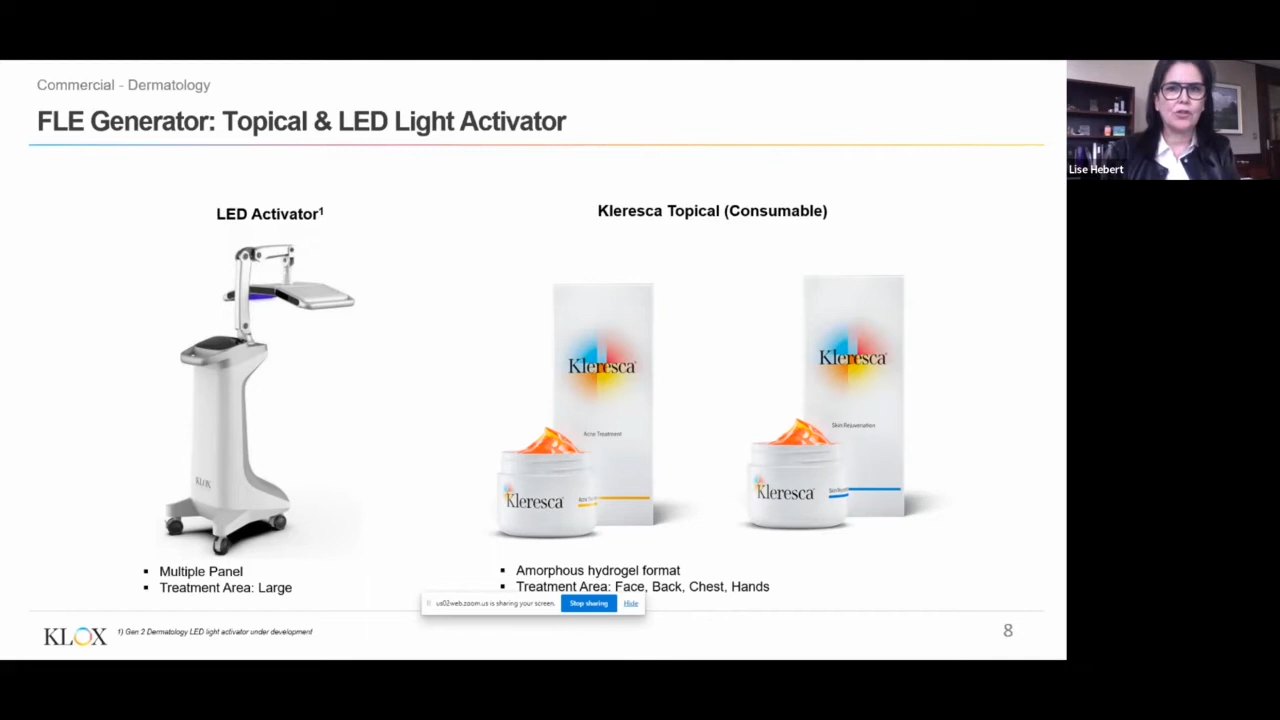 Commercial - Dermatology
FLE Generator: Topical & LED Light Activator
Lise Hebert
LED Activator¹
Kleresca Topical (Consumable)
Kleresca
Acne Treatment
Kleresca
Skin Rejuvenation
KLOX
Kleresca
Kleresca
Multiple Panel
Treatment Area: Large
Amorphous hydrogel format
Treatment Area: Face, Back, Chest, Hands
us02web.zoom.us is sharing your screen.
Stop sharing
Hide
KLOX
1) Gen 2 Dermatology LED light activator under development
8